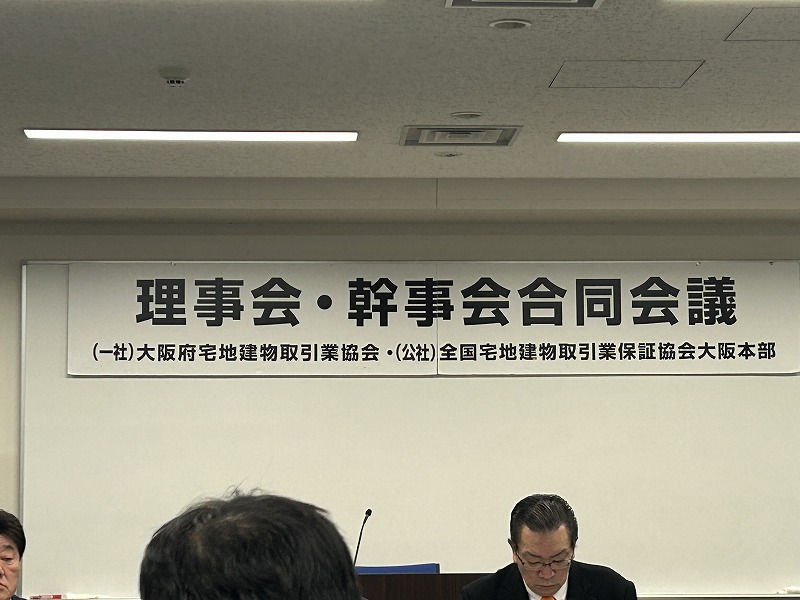 理事会・幹事会合同会議
(一社)大阪府宅地建物取引業協会・(公社)全国宅地建物取引業保証協会大阪本部